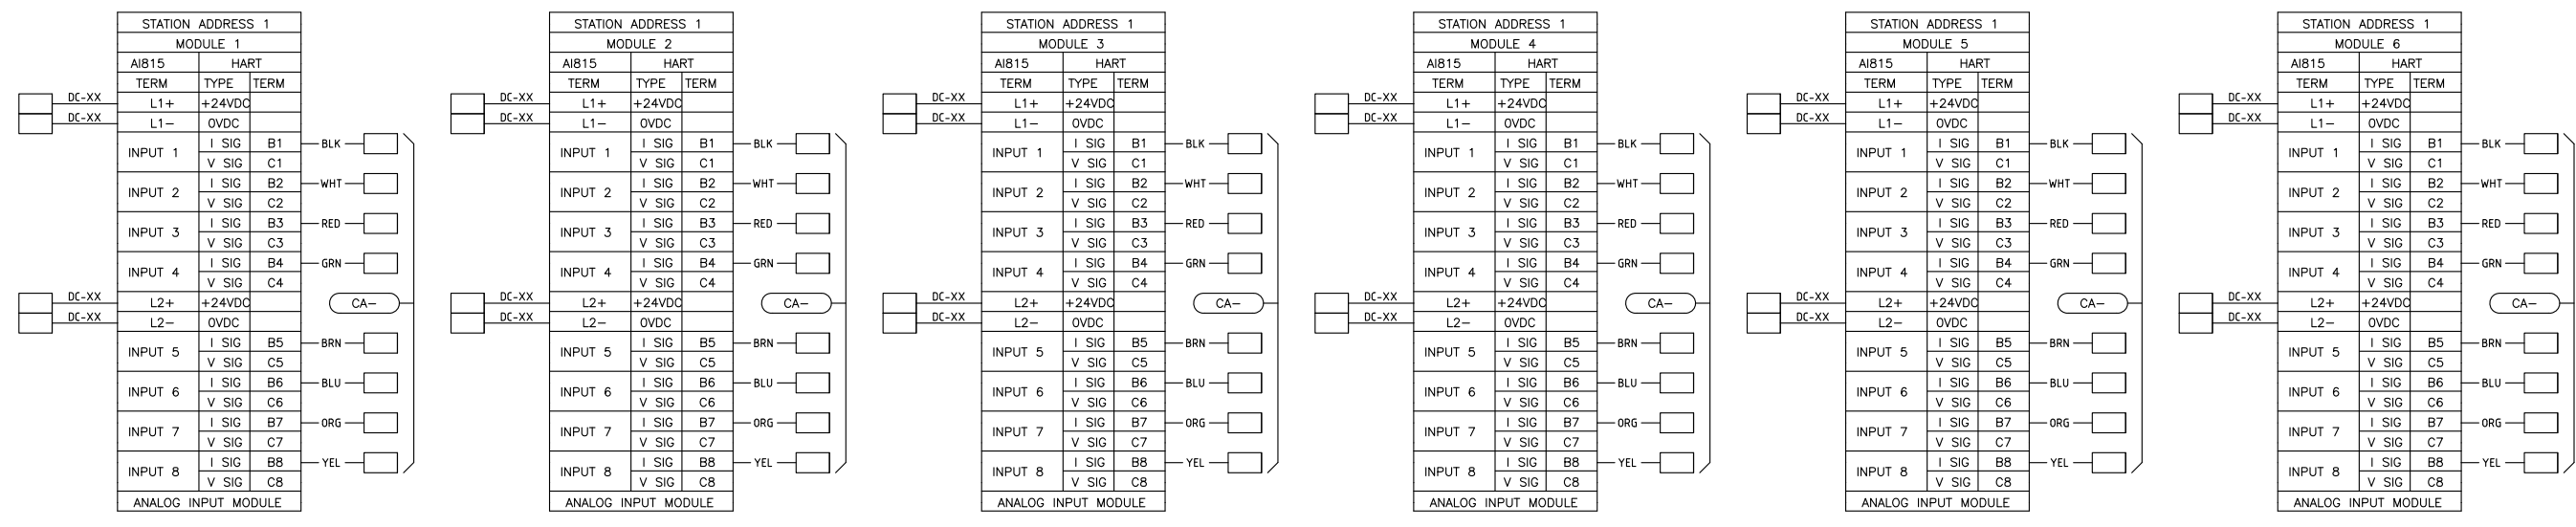 STATION ADDRESS 1
MODULE 1
AI815 HART
TERM TYPE TERM
DC-XX L1+ +24VDC
DC-XX L1- 0VDC
INPUT 1 I SIG B1 BLK
V SIG C1
INPUT 2 I SIG B2 WHT
V SIG C2
INPUT 3 I SIG B3 RED
V SIG C3
INPUT 4 I SIG B4 GRN
V SIG C4
DC-XX L2+ +24VDC CA-
DC-XX L2- 0VDC
INPUT 5 I SIG B5 BRN
V SIG C5
INPUT 6 I SIG B6 BLU
V SIG C6
INPUT 7 I SIG B7 ORG
V SIG C7
INPUT 8 I SIG B8 YEL
V SIG C8
ANALOG INPUT MODULE
STATION ADDRESS 1
MODULE 2
AI815 HART
TERM TYPE TERM
DC-XX L1+ +24VDC
DC-XX L1- 0VDC
INPUT 1 I SIG B1 BLK
V SIG C1
INPUT 2 I SIG B2 WHT
V SIG C2
INPUT 3 I SIG B3 RED
V SIG C3
INPUT 4 I SIG B4 GRN
V SIG C4
DC-XX L2+ +24VDC CA-
DC-XX L2- 0VDC
INPUT 5 I SIG B5 BRN
V SIG C5
INPUT 6 I SIG B6 BLU
V SIG C6
INPUT 7 I SIG B7 ORG
V SIG C7
INPUT 8 I SIG B8 YEL
V SIG C8
ANALOG INPUT MODULE
STATION ADDRESS 1
MODULE 3
AI815 HART
TERM TYPE TERM
DC-XX L1+ +24VDC
DC-XX L1- 0VDC
INPUT 1 I SIG B1 BLK
V SIG C1
INPUT 2 I SIG B2 WHT
V SIG C2
INPUT 3 I SIG B3 RED
V SIG C3
INPUT 4 I SIG B4 GRN
V SIG C4
DC-XX L2+ +24VDC CA-
DC-XX L2- 0VDC
INPUT 5 I SIG B5 BRN
V SIG C5
INPUT 6 I SIG B6 BLU
V SIG C6
INPUT 7 I SIG B7 ORG
V SIG C7
INPUT 8 I SIG B8 YEL
V SIG C8
ANALOG INPUT MODULE
STATION ADDRESS 1
MODULE 4
AI815 HART
TERM TYPE TERM
DC-XX L1+ +24VDC
DC-XX L1- 0VDC
INPUT 1 I SIG B1 BLK
V SIG C1
INPUT 2 I SIG B2 WHT
V SIG C2
INPUT 3 I SIG B3 RED
V SIG C3
INPUT 4 I SIG B4 GRN
V SIG C4
DC-XX L2+ +24VDC CA-
DC-XX L2- 0VDC
INPUT 5 I SIG B5 BRN
V SIG C5
INPUT 6 I SIG B6 BLU
V SIG C6
INPUT 7 I SIG B7 ORG
V SIG C7
INPUT 8 I SIG B8 YEL
V SIG C8
ANALOG INPUT MODULE
STATION ADDRESS 1
MODULE 5
AI815 HART
TERM TYPE TERM
DC-XX L1+ +24VDC
DC-XX L1- 0VDC
INPUT 1 I SIG B1 BLK
V SIG C1
INPUT 2 I SIG B2 WHT
V SIG C2
INPUT 3 I SIG B3 RED
V SIG C3
INPUT 4 I SIG B4 GRN
V SIG C4
DC-XX L2+ +24VDC CA-
DC-XX L2- 0VDC
INPUT 5 I SIG B5 BRN
V SIG C5
INPUT 6 I SIG B6 BLU
V SIG C6
INPUT 7 I SIG B7 ORG
V SIG C7
INPUT 8 I SIG B8 YEL
V SIG C8
ANALOG INPUT MODULE
STATION ADDRESS 1
MODULE 6
AI815 HART
TERM TYPE TERM
DC-XX L1+ +24VDC
DC-XX L1- 0VDC
INPUT 1 I SIG B1 BLK
V SIG C1
INPUT 2 I SIG B2 WHT
V SIG C2
INPUT 3 I SIG B3 RED
V SIG C3
INPUT 4 I SIG B4 GRN
V SIG C4
DC-XX L2+ +24VDC CA-
DC-XX L2- 0VDC
INPUT 5 I SIG B5 BRN
V SIG C5
INPUT 6 I SIG B6 BLU
V SIG C6
INPUT 7 I SIG B7 ORG
V SIG C7
INPUT 8 I SIG B8 YEL
V SIG C8
ANALOG INPUT MODULE